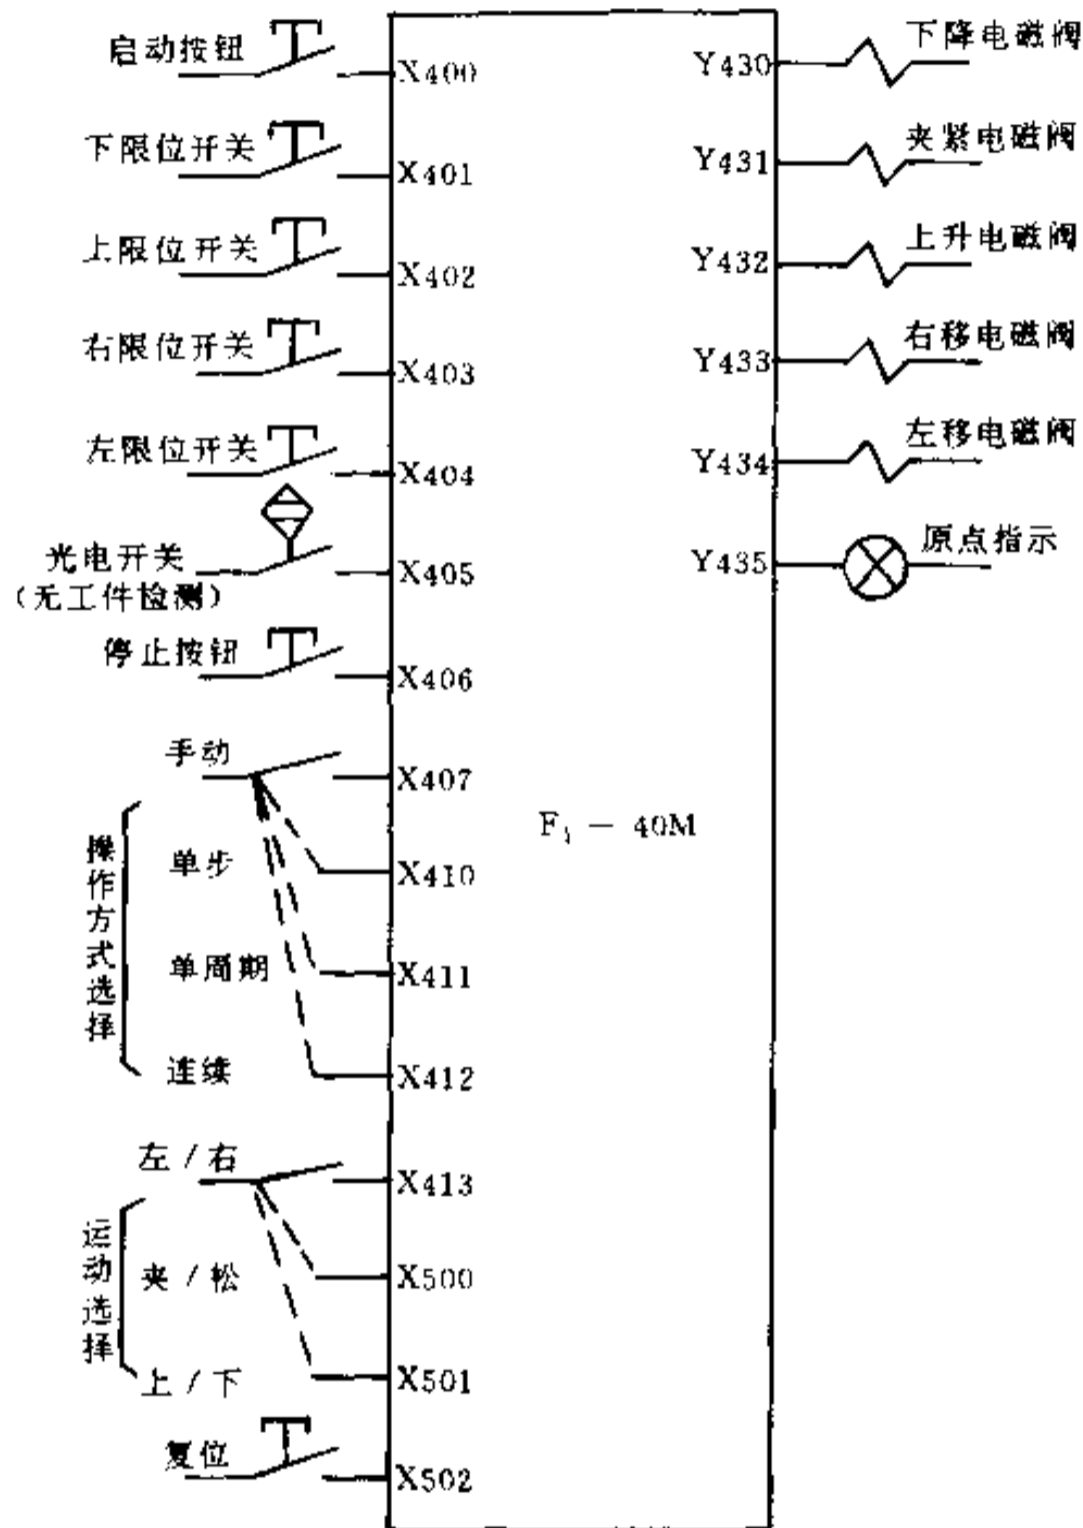 启动按钮
X400
下限位开关
X401
上限位开关
X402
右限位开关
X403
左限位开关
X404
光电开关
(无工件检测)
X405
停止按钮
X406
手动
X407
操作方式选择
单步
X410
单周期
X411
连续
X412
左/右
X413
运动选择
夹/松
X500
上/下
X501
复位
X502
F₁-40M
Y430
下降电磁阀
Y431
夹紧电磁阀
Y432
上升电磁阀
Y433
右移电磁阀
Y434
左移电磁阀
Y435
原点指示